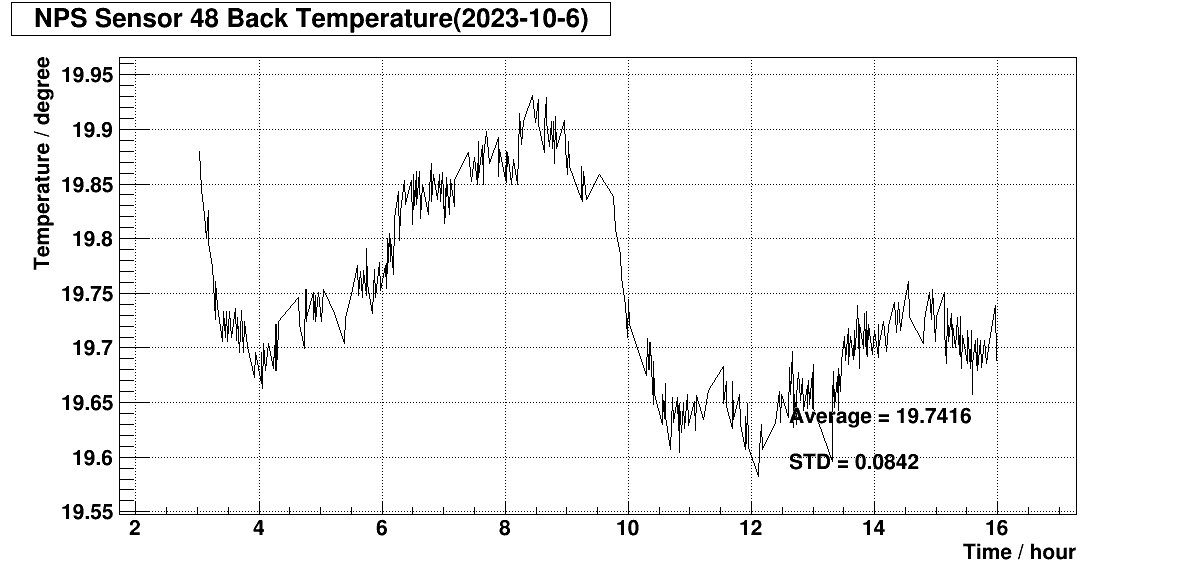 NPS Sensor 48 Back Temperature(2023-10-6)
Temperature / degree
19.95
19.9
19.85
19.8
19.75
19.7
19.65
19.6
19.55
Average = 19.7416
STD = 0.0842
2 4 6 8 10 12 14 16
Time / hour